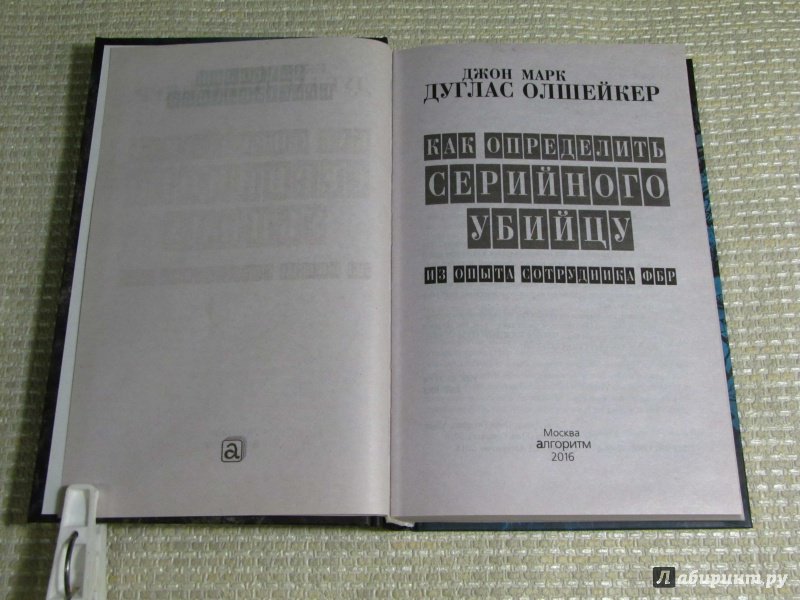 ДЖОН МАРК
ДУГЛАС ОЛШЕЙКЕР
КАК ОПРЕДЕЛИТЬ
СЕРИЙНОГО
УБИЙЦУ
ИЗ ОПЫТА СОТРУДНИКА ФБР
а
Москва
алгоритм
2016
Лабиринт.ру